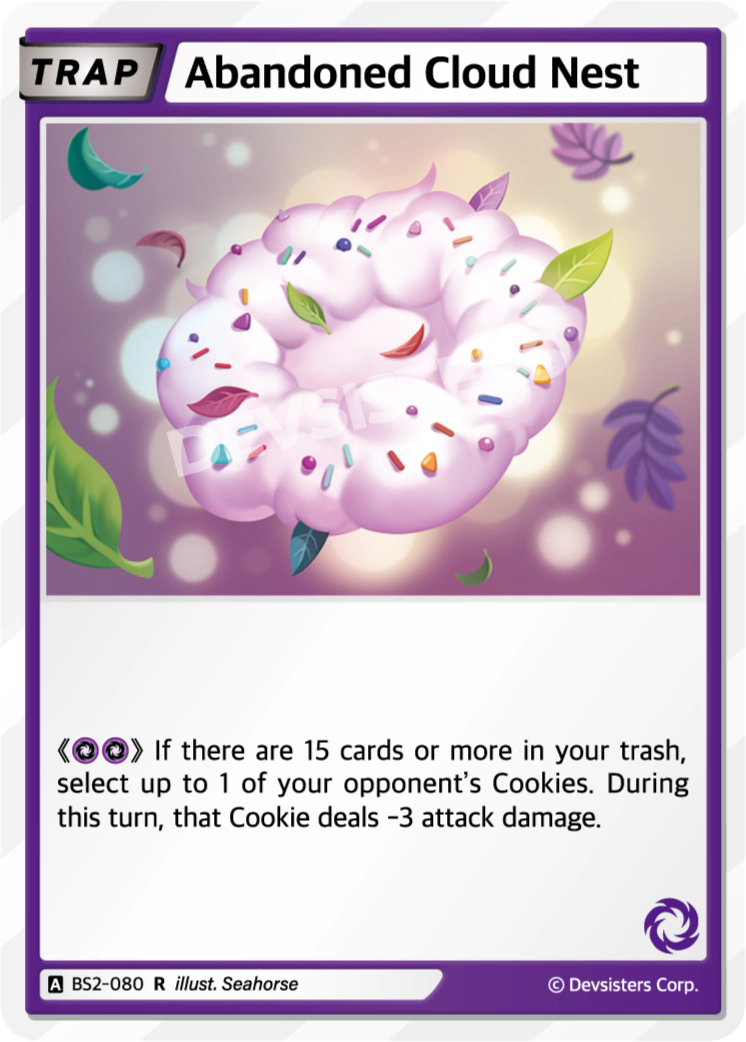 TRAP
Abandoned Cloud Nest
DEVSISTERS
《》 If there are 15 cards or more in your trash,
select up to 1 of your opponent's Cookies. During
this turn, that Cookie deals -3 attack damage.
A BS2-080 R illust. Seahorse
© Devsisters Corp.